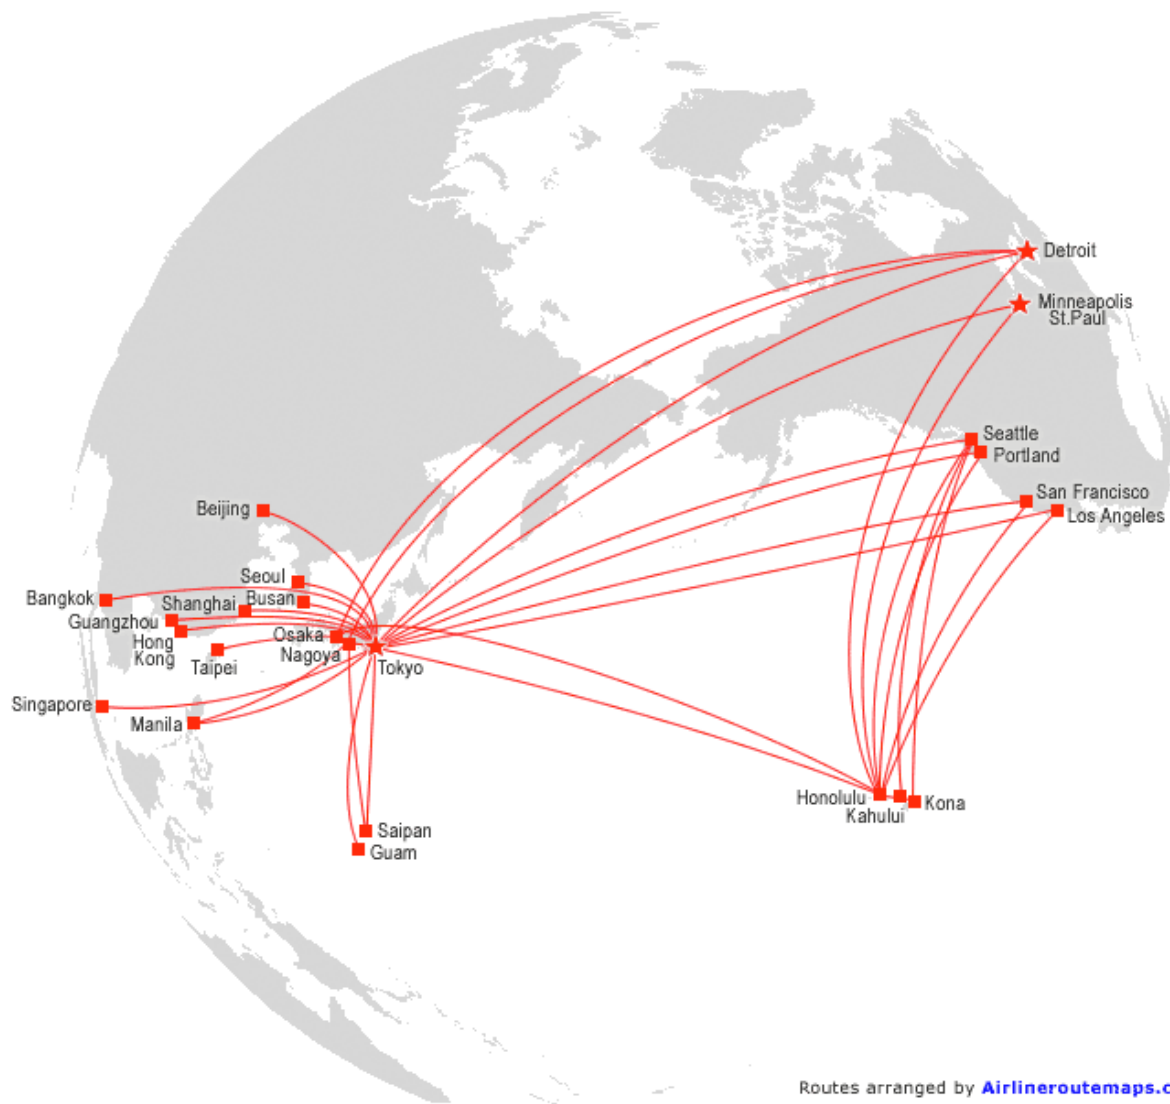 Detroit
Minneapolis
St.Paul
Seattle
Portland
San Francisco
Los Angeles
Beijing
Seoul
Bangkok
Shanghai
Busan
Guangzhou
Hong
Kong
Osaka
Nagoya
Taipei
Tokyo
Singapore
Manila
Honolulu
Kahului
Kona
Saipan
Guam
Routes arranged by Airlineroutemaps.c